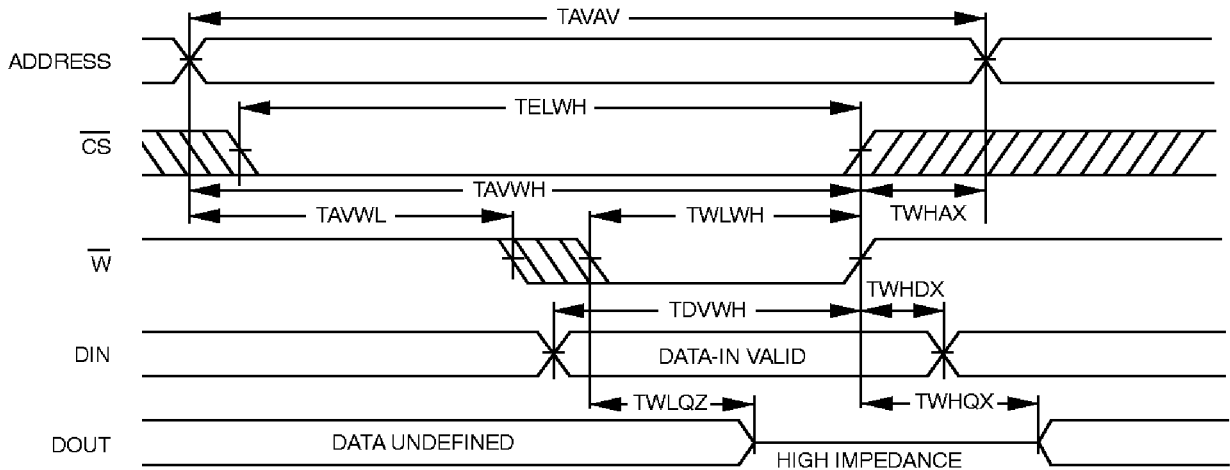 TAVAV
ADDRESS
TELWH
CS
TAVWH
TAVWL
TWLWH
TWHAX
W
TWHDX
TDVWH
DIN
DATA-IN VALID
TWLQZ
TWHQX
DOUT
DATA UNDEFINED
HIGH IMPEDANCE